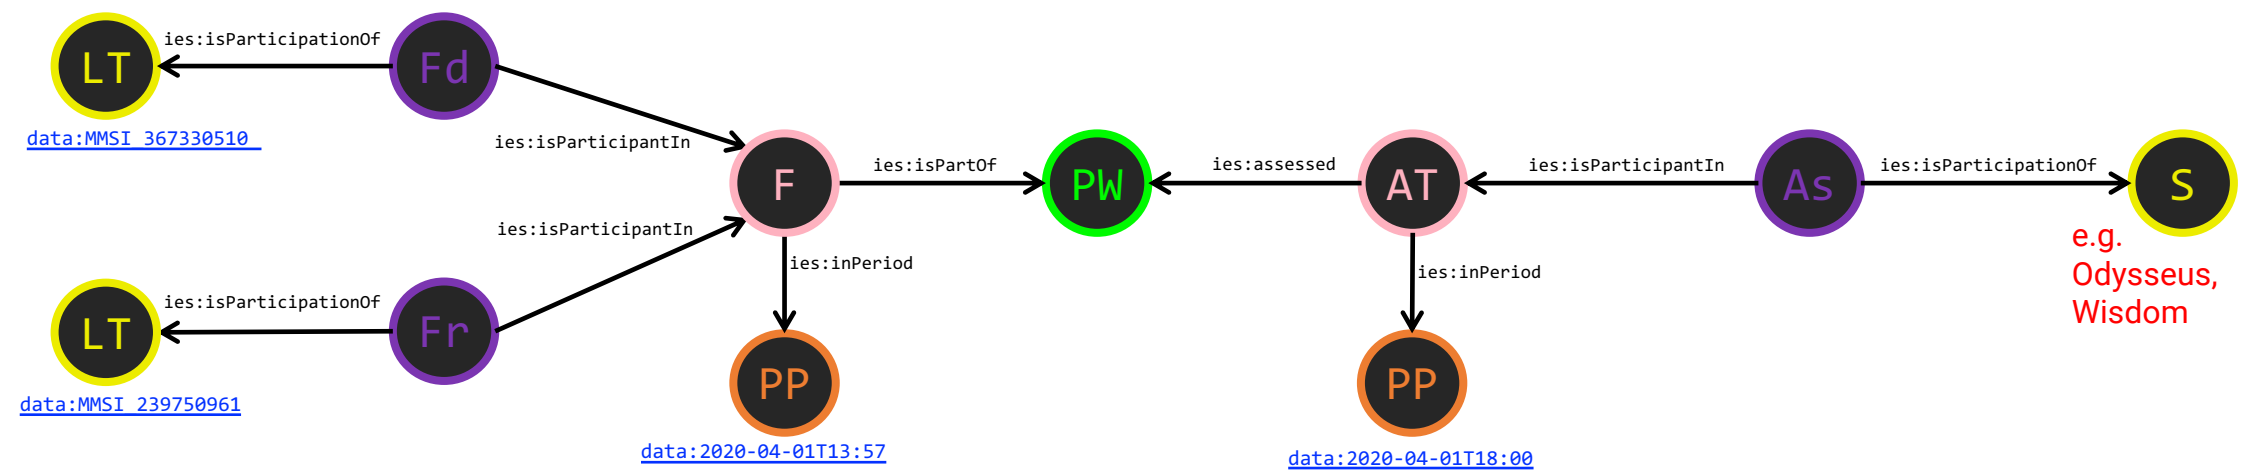 ies:isParticipationOf
LT
Fd
data:MMSI_367330510
ies:isParticipantIn
F
ies:isPartOf
PW
ies:assessed
AT
ies:isParticipantIn
As
ies:isParticipationOf
S
ies:isParticipantIn
e.g.
Odysseus,
Wisdom
ies:inPeriod
ies:inPeriod
ies:isParticipationOf
LT
Fr
PP
PP
data:MMSI_239750961
data:2020-04-01T13:57
data:2020-04-01T18:00